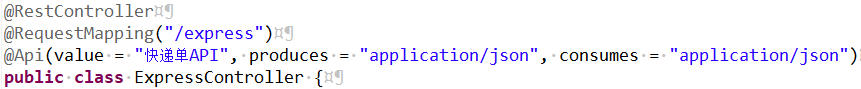 @RestController
@RequestMapping("/express")
@Api(value = "快递单API", produces = "application/json", consumes = "application/json")
public class ExpressController {